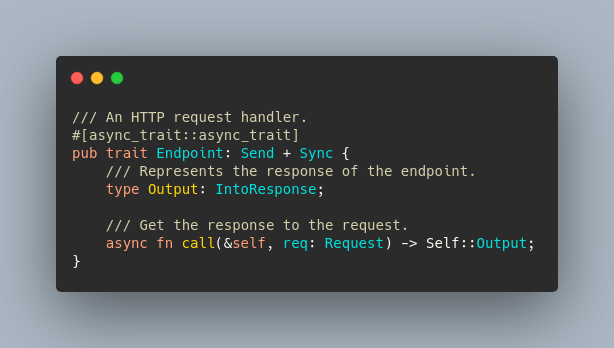 /// An HTTP request handler.
#[async_trait::async_trait]
pub trait Endpoint: Send + Sync {
    /// Represents the response of the endpoint.
    type Output: IntoResponse;

    /// Get the response to the request.
    async fn call(&self, req: Request) -> Self::Output;
}